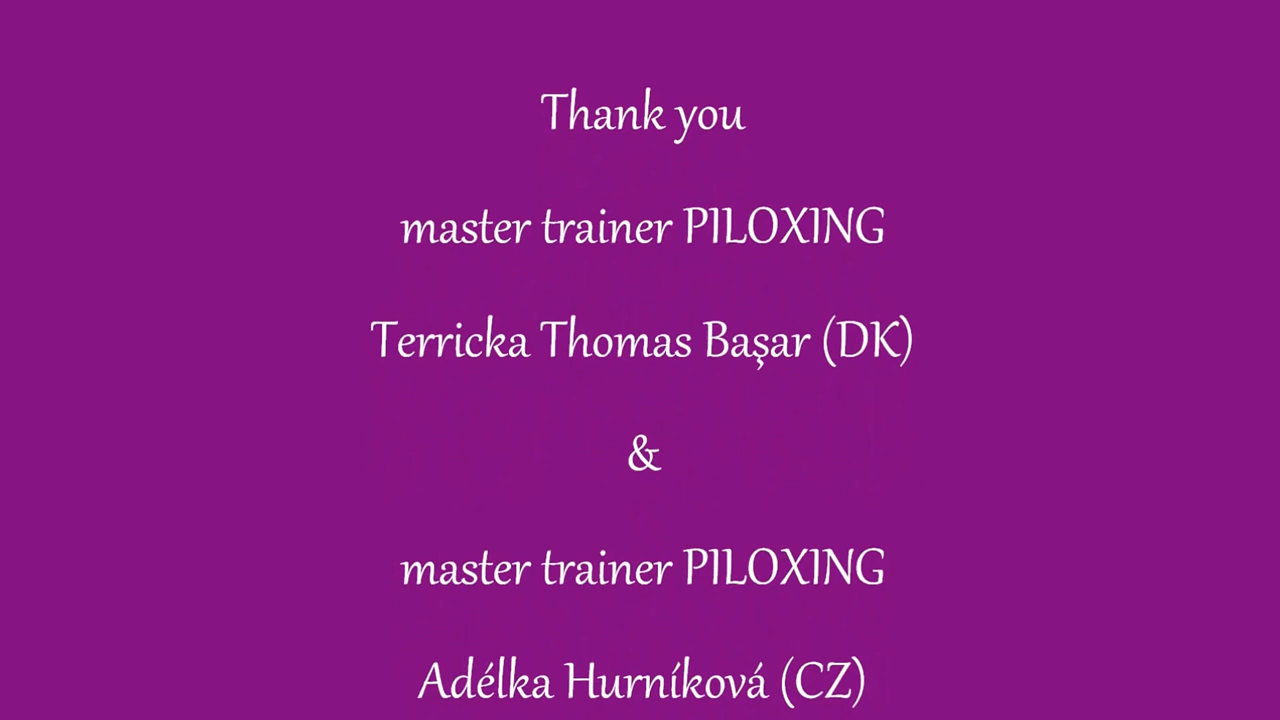 Thank you
master trainer PILOXING
Terricka Thomas Başar (DK)
&
master trainer PILOXING
Adélka Hurníková (CZ)